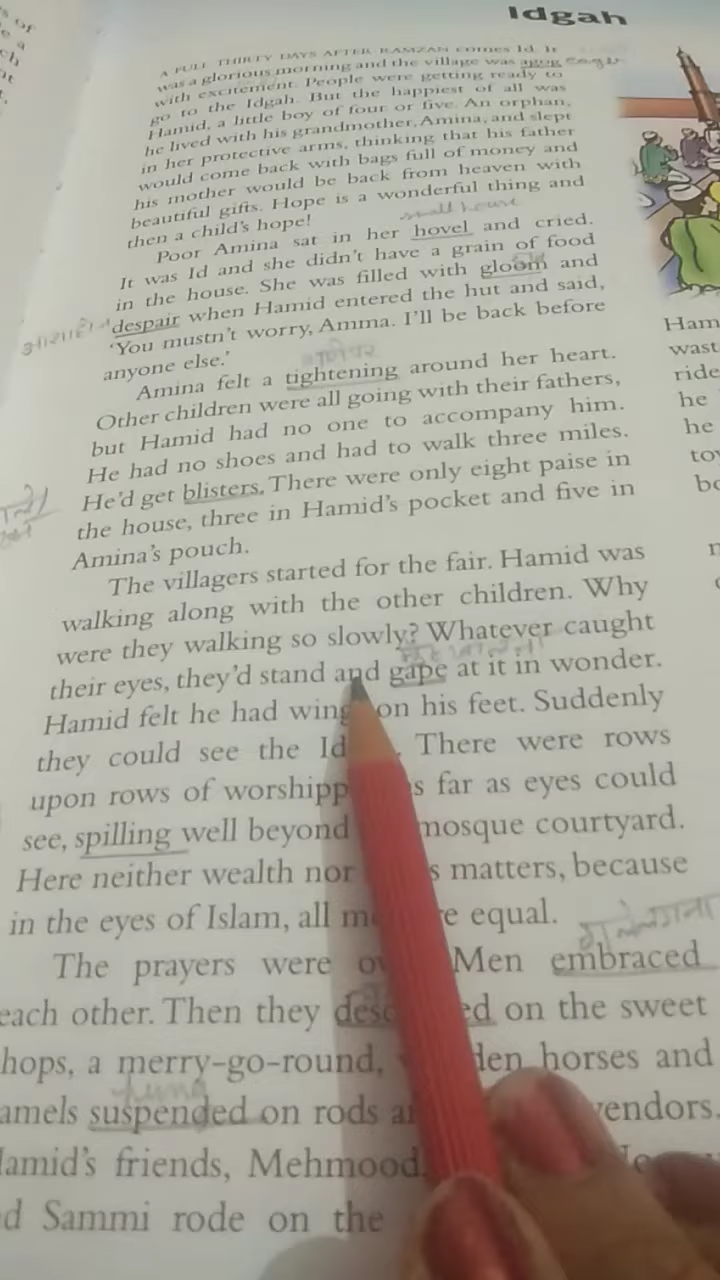 Idgah
A FULL THIRTY DAYS AFTER RAMZAN comes Id. It
was a glorious morning and the village was agog
with excitement. People were getting ready to
go to the Idgah. But the happiest of all was
Hamid, a little boy of four or five. An orphan,
he lived with his grandmother, Amina, and slept
in her protective arms, thinking that his father
would come back with bags full of money and
his mother would be back from heaven with
beautiful gifts. Hope is a wonderful thing and
then a child's hope!
small house
Poor Amina sat in her hovel and cried.
It was Id and she didn't have a grain of food
in the house. She was filled with gloom and
despair when Hamid entered the hut and said,
'You mustn't worry, Amma. I'll be back before
anyone else.'
Amina felt a tightening around her heart.
Other children were all going with their fathers,
but Hamid had no one to accompany him.
He had no shoes and had to walk three miles.
He'd get blisters. There were only eight paise in
the house, three in Hamid's pocket and five in
Amina's pouch.
The villagers started for the fair. Hamid was
walking along with the other children. Why
were they walking so slowly? Whatever caught
their eyes, they'd stand and gape at it in wonder.
Hamid felt he had wing on his feet. Suddenly
they could see the Id . There were rows
upon rows of worshipp s far as eyes could
see, spilling well beyond mosque courtyard.
Here neither wealth nor s matters, because
in the eyes of Islam, all m e equal.
गले लगाना
The prayers were ov Men embraced
each other. Then they desc ed on the sweet
hops, a merry-go-round, den horses and
amels suspended on rods a vendors.
Hamid's friends, Mehmood,
d Sammi rode on the
Ham
wast
ride
he
he
tov
bo